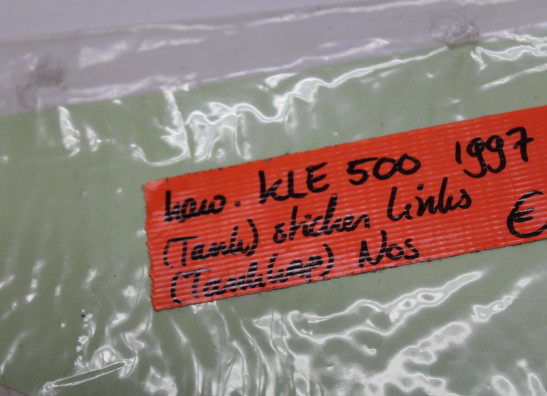 kaw. KLE 500 1997
(Tank) sticker links €
(Tankkap) Nos